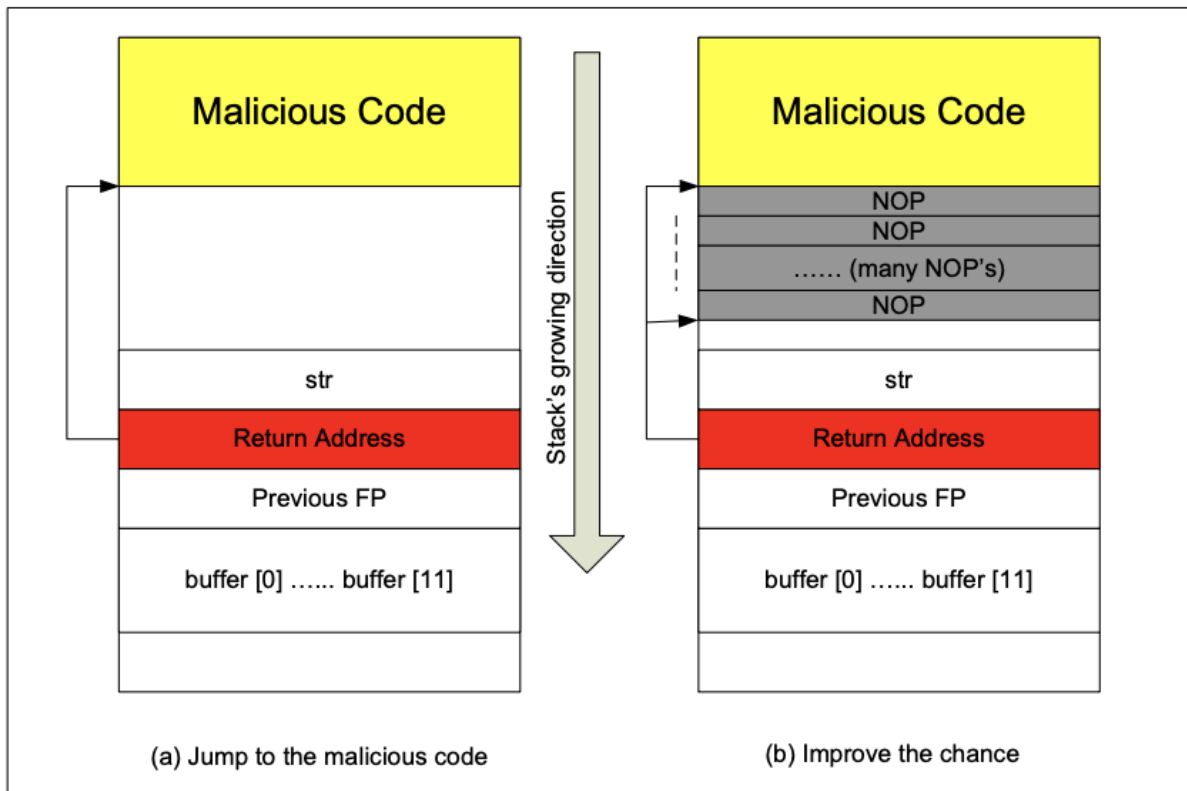 Malicious Code
str
Return Address
Previous FP
buffer [0] …... buffer [11]
(a) Jump to the malicious code
Stack's growing direction
Malicious Code
NOP
NOP
…... (many NOP's)
NOP
str
Return Address
Previous FP
buffer [0] …... buffer [11]
(b) Improve the chance